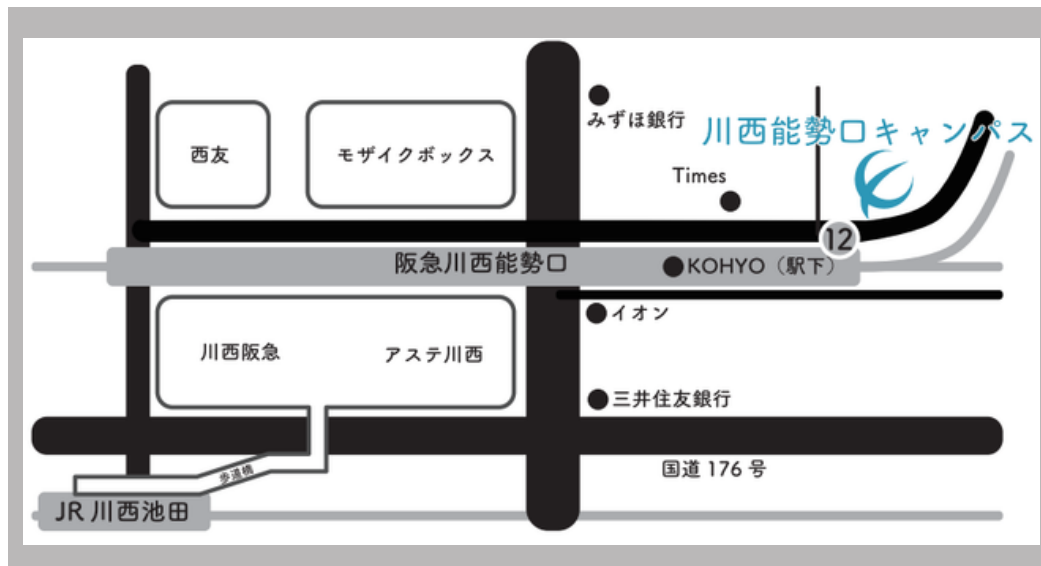 みずほ銀行
川西能勢口キャンパス
西友
モザイクボックス
Times
12
阪急川西能勢口
KOHYO（駅下）
イオン
川西阪急
アステ川西
三井住友銀行
国道 176 号
歩道橋
JR 川西池田